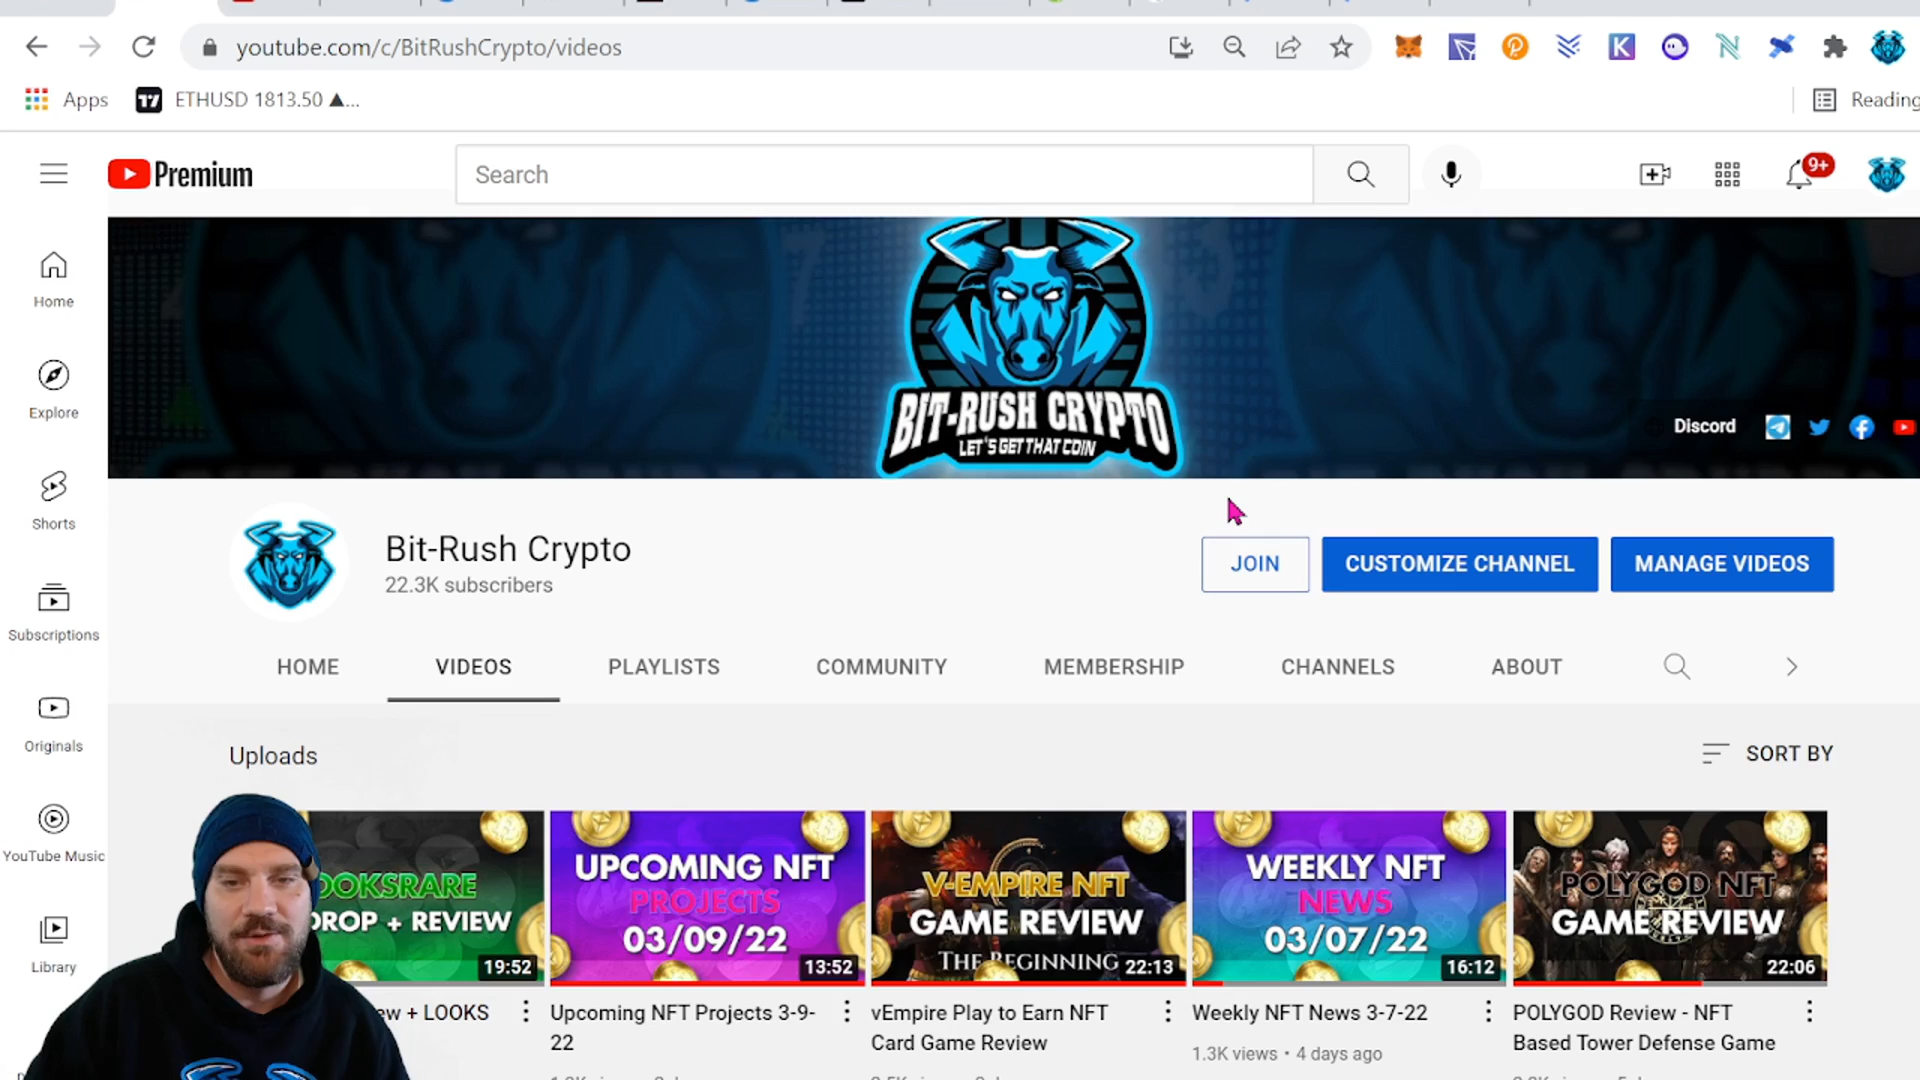 youtube.com/c/BitRushCrypto/videos
Apps
ETHUSD 1813.50 ▲...
Reading
Premium
Search
9+
Home
Explore
Shorts
Subscriptions
Originals
YouTube Music
Library
BIT-RUSH CRYPTO
LET'S GET THAT COIN
Discord
Bit-Rush Crypto
22.3K subscribers
JOIN
CUSTOMIZE CHANNEL
MANAGE VIDEOS
HOME
VIDEOS
PLAYLISTS
COMMUNITY
MEMBERSHIP
CHANNELS
ABOUT
Uploads
SORT BY
OOKSRARE
DROP + REVIEW
19:52
UPCOMING NFT
PROJECTS
03/09/22
13:52
V-EMPIRE NFT
GAME REVIEW
THE BEGINNING
22:13
WEEKLY NFT
NEWS
03/07/22
16:12
POLYGOD NFT
GAME REVIEW
22:06
ew + LOOKS
Upcoming NFT Projects 3-9-
22
vEmpire Play to Earn NFT
Card Game Review
Weekly NFT News 3-7-22
1.3K views • 4 days ago
POLYGOD Review - NFT
Based Tower Defense Game